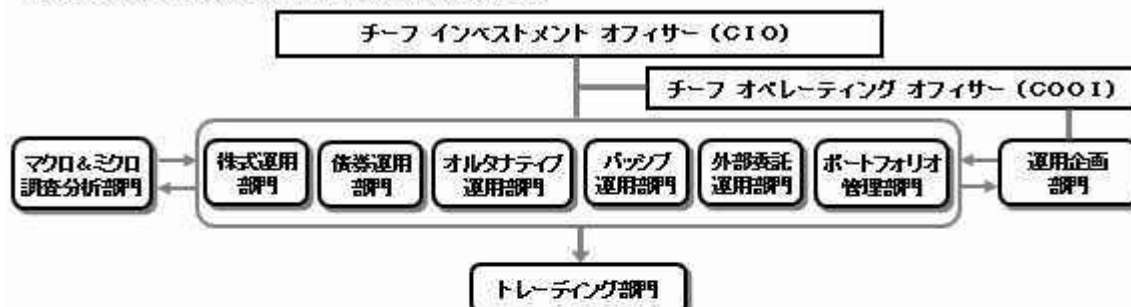 チーフ インベストメント オフィサー (CIO)
チーフ オペレーティング オフィサー (COOI)
マクロ&ミクロ
調査分析部門
株式運用
部門
債券運用
部門
オルタナティブ
運用部門
パッシブ
運用部門
外部委託
運用部門
ポートフォリオ
管理部門
運用企画
部門
トレーディング部門